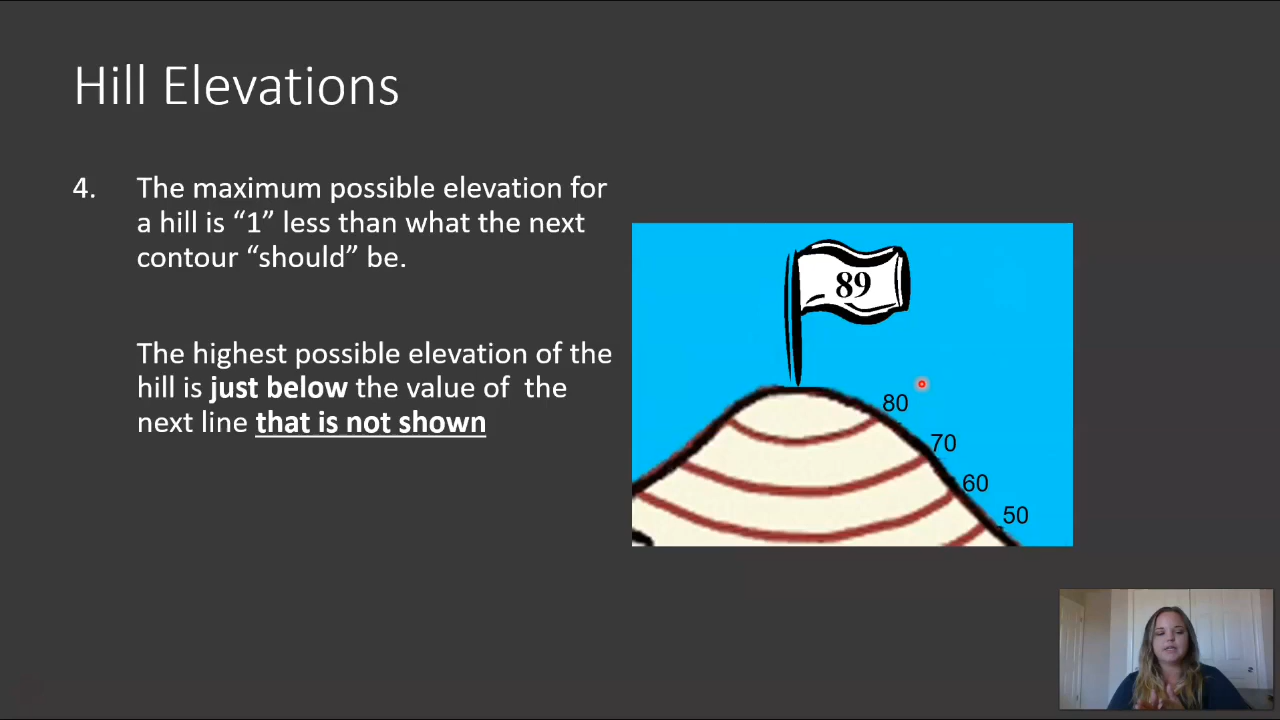 Hill Elevations
4. The maximum possible elevation for
a hill is “1” less than what the next
contour “should” be.
The highest possible elevation of the
hill is just below the value of the
next line that is not shown
89
80
70
60
50